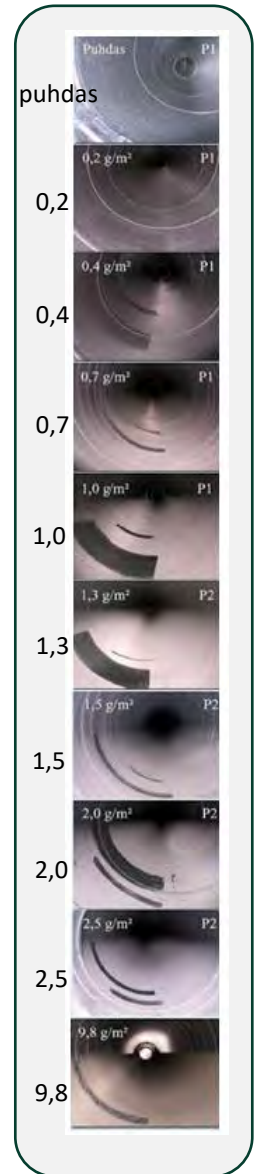 Puhdas P1
puhdas
0,2 g/m² P1
0,2
0,4 g/m² P1
0,4
0,7 g/m² P1
0,7
1,0 g/m² P1
1,0
1,3 g/m² P2
1,3
1,5 g/m² P2
1,5
2,0 g/m² P2
2,0
2,5 g/m² P2
2,5
9,8 g/m²
9,8